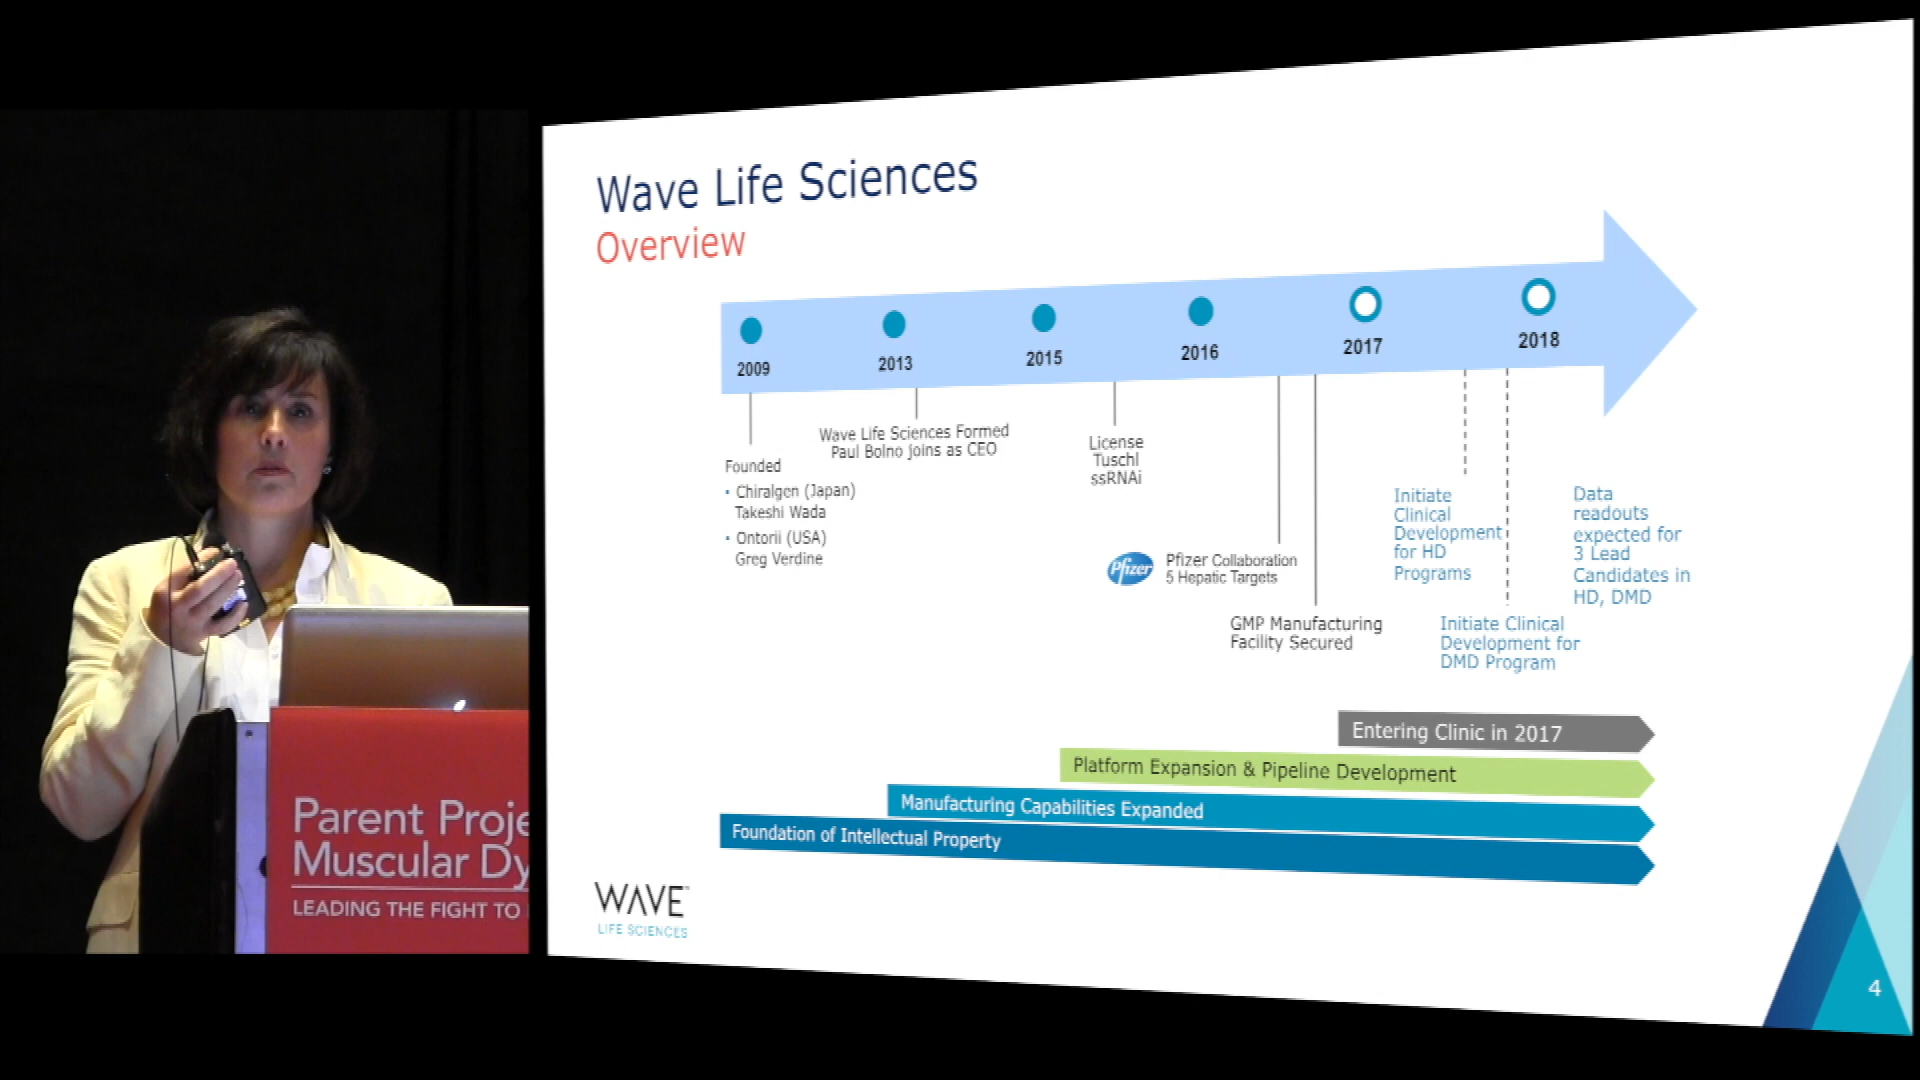 Wave Life Sciences
Overview
2009
2013
2015
2016
2017
2018
Founded
• Chiralgen (Japan)
Takeshi Wada
• Ontorii (USA)
Greg Verdine
Wave Life Sciences Formed
Paul Bolno joins as CEO
License
Tuschl
ssRNAi
Pfizer
Pfizer Collaboration
5 Hepatic Targets
GMP Manufacturing
Facility Secured
Initiate
Clinical
Development
for HD
Programs
Initiate Clinical
Development for
DMD Program
Data
readouts
expected for
3 Lead
Candidates in
HD, DMD
Entering Clinic in 2017
Platform Expansion & Pipeline Development
Manufacturing Capabilities Expanded
Foundation of Intellectual Property
WAVE™
LIFE SCIENCES
4
Parent Proje
Muscular Dy
LEADING THE FIGHT TO